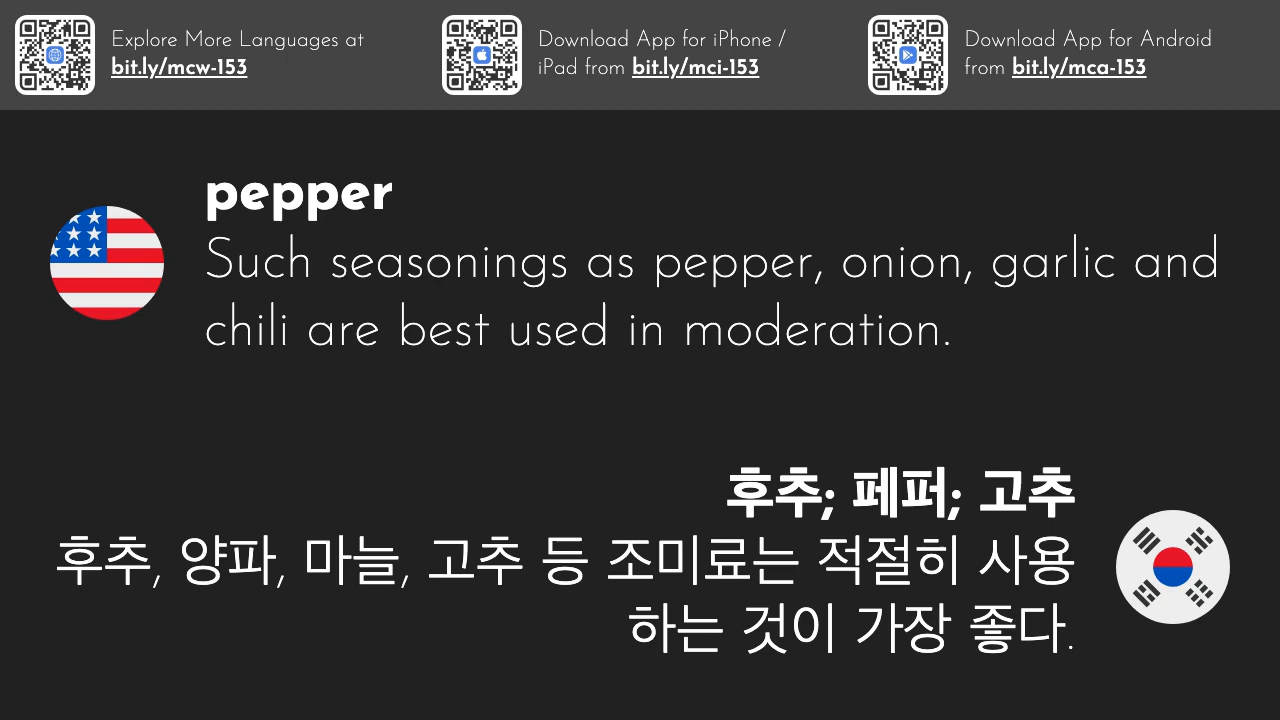 Explore More Languages at
bit.ly/mcw-153
Download App for iPhone /
iPad from bit.ly/mci-153
Download App for Android
from bit.ly/mca-153
pepper
Such seasonings as pepper, onion, garlic and
chili are best used in moderation.
후추; 페퍼; 고추
후추, 양파, 마늘, 고추 등 조미료는 적절히 사용
하는 것이 가장 좋다.